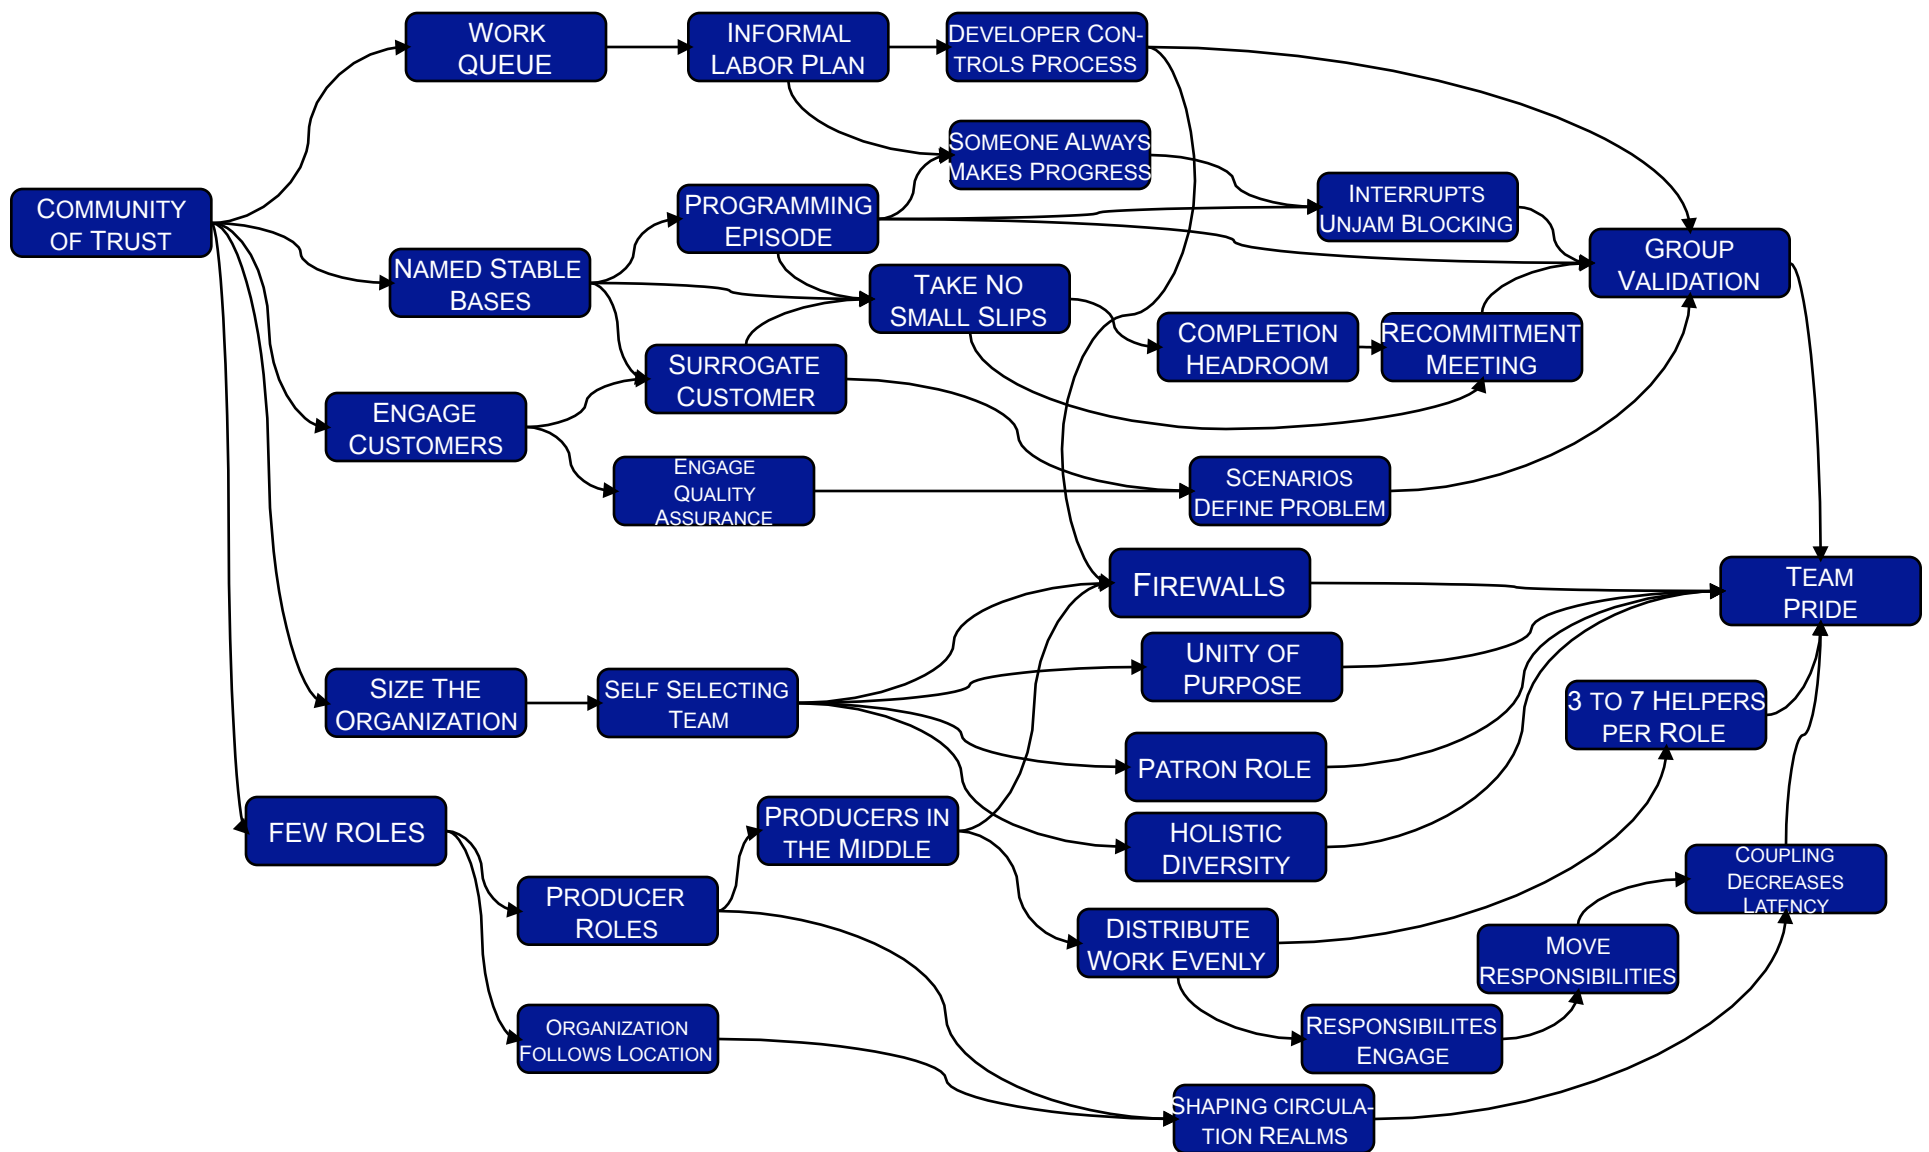 WORK
QUEUE
INFORMAL
LABOR PLAN
DEVELOPER CON-
TROLS PROCESS
SOMEONE ALWAYS
MAKES PROGRESS
COMMUNITY
OF TRUST
PROGRAMMING
EPISODE
INTERRUPTS
UNJAM BLOCKING
GROUP
VALIDATION
NAMED STABLE
BASES
TAKE NO
SMALL SLIPS
COMPLETION
HEADROOM
RECOMMITMENT
MEETING
SURROGATE
CUSTOMER
ENGAGE
CUSTOMERS
ENGAGE
QUALITY
ASSURANCE
SCENARIOS
DEFINE PROBLEM
FIREWALLS
TEAM
PRIDE
UNITY OF
PURPOSE
SIZE THE
ORGANIZATION
SELF SELECTING
TEAM
3 TO 7 HELPERS
PER ROLE
PATRON ROLE
FEW ROLES
PRODUCERS IN
THE MIDDLE
HOLISTIC
DIVERSITY
COUPLING
DECREASES
LATENCY
PRODUCER
ROLES
DISTRIBUTE
WORK EVENLY
MOVE
RESPONSIBILITIES
ORGANIZATION
FOLLOWS LOCATION
RESPONSIBILITES
ENGAGE
SHAPING CIRCULA-
TION REALMS